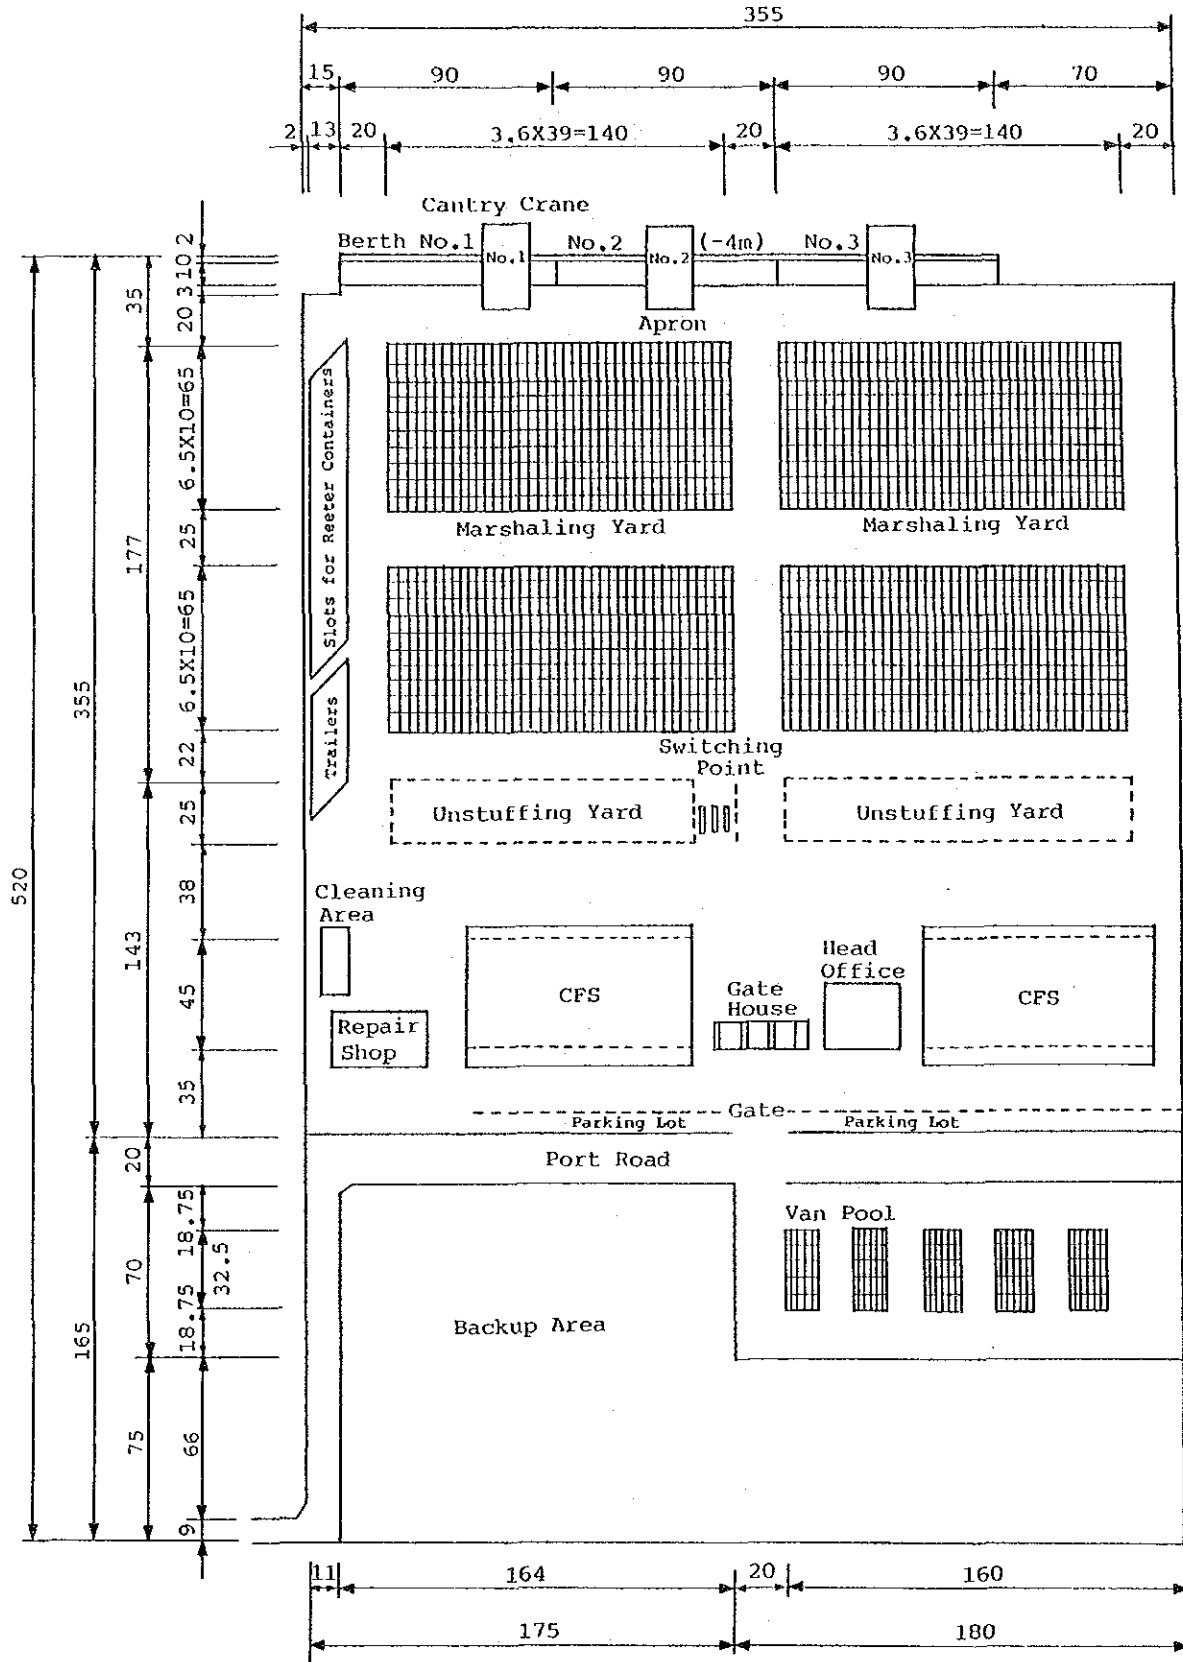 355
15 90 90 90 70
2 13 20 3.6X39=140 20 3.6X39=140 20
Cantry Crane
Berth No.1 No.2 (-4m) No.3
No.1 No.2 No.3
Apron
Marshaling Yard Marshaling Yard
Slots for Reeter Containers
Trailers
Switching
Point
Unstuffing Yard Unstuffing Yard
Cleaning
Area
Repair
Shop
CFS
Gate
House
Head
Office
CFS
Gate
Parking Lot Parking Lot
Port Road
Van Pool
Backup Area
520
355
165
35
177
143
20
70
75
2
10
3
20
6.5X10=65
25
6.5X10=65
22
25
38
45
35
18.75
32.5
18.75
66
9
11 164 20 160
175 180